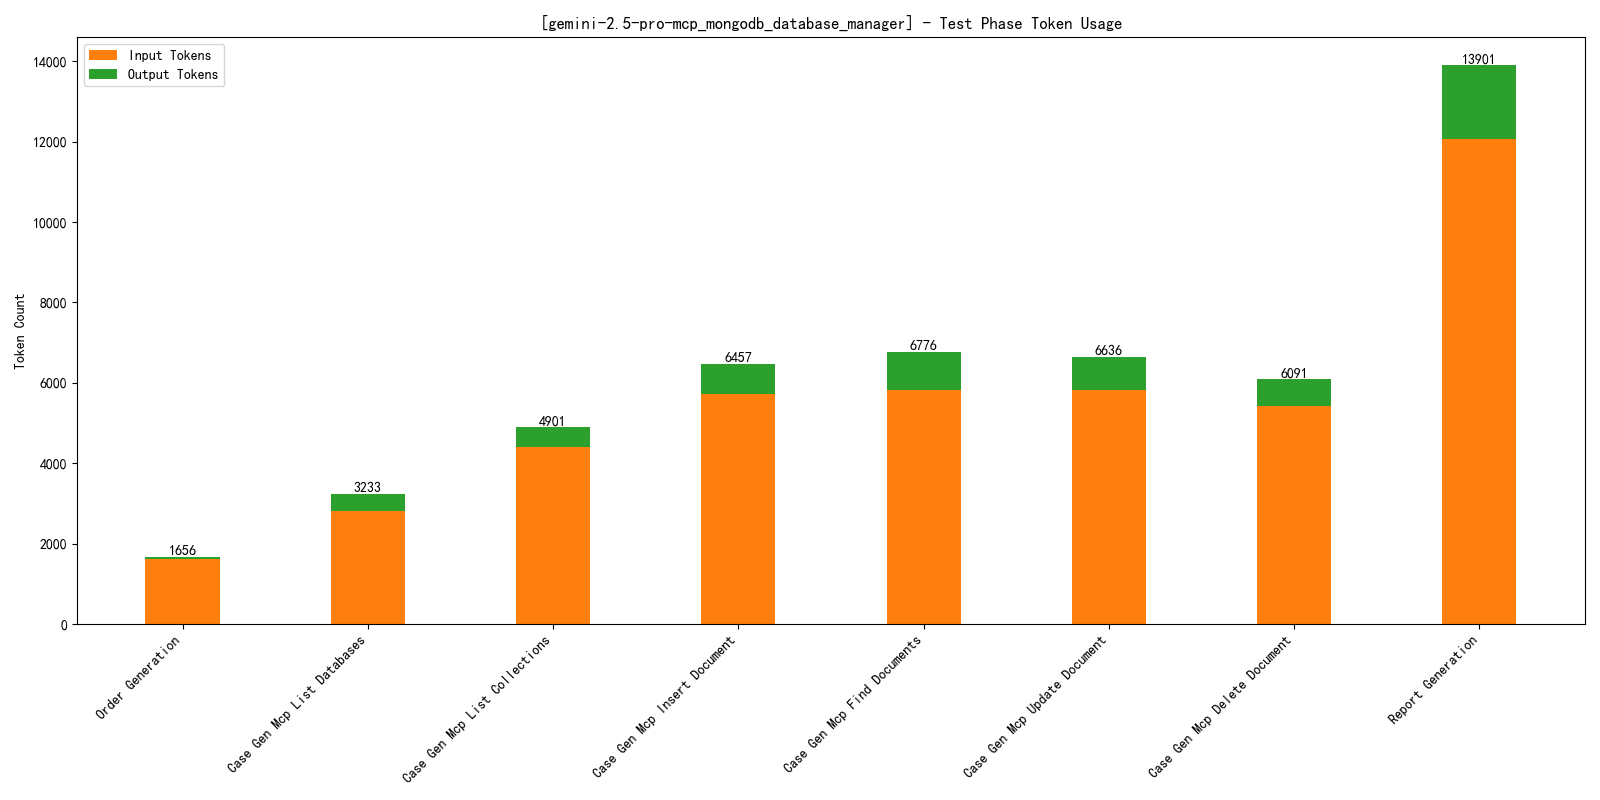 [gemini-2.5-pro-mcp_mongodb_database_manager] - Test Phase Token Usage
Input Tokens
Output Tokens
Token Count
14000
12000
10000
8000
6000
4000
2000
0
1656
3233
4901
6457
6776
6636
6091
13901
Order Generation
Case Gen Mcp List Databases
Case Gen Mcp List Collections
Case Gen Mcp Insert Document
Case Gen Mcp Find Documents
Case Gen Mcp Update Document
Case Gen Mcp Delete Document
Report Generation